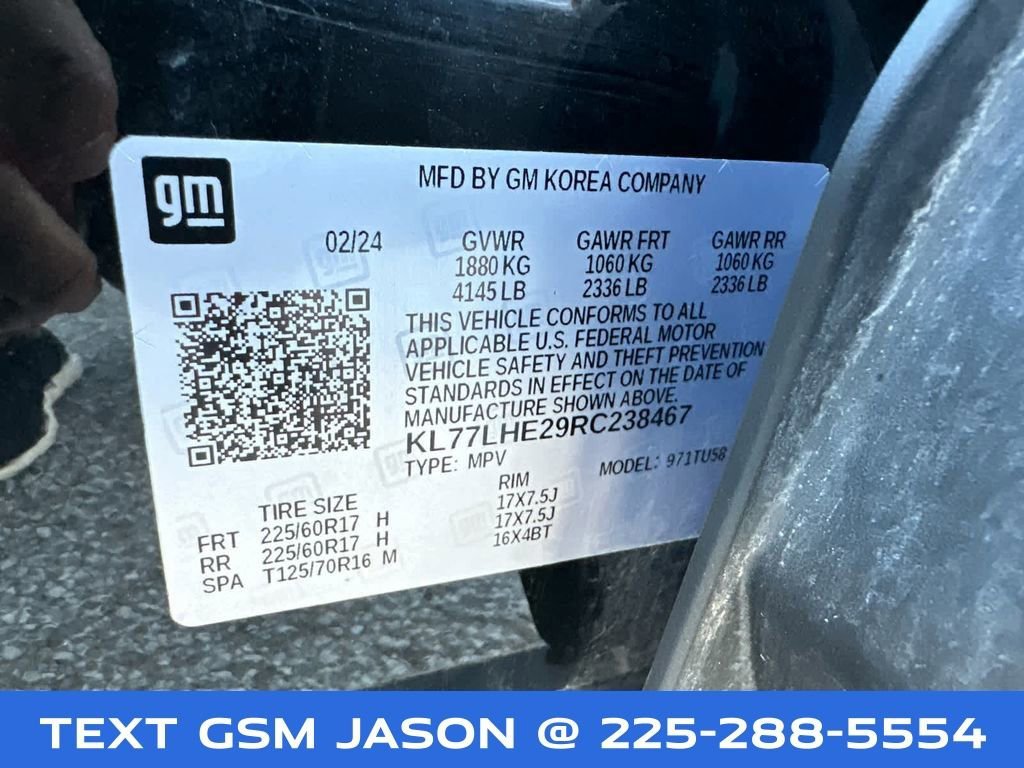 gm
MFD BY GM KOREA COMPANY
02/24 GVWR GAWR FRT GAWR RR
1880 KG 1060 KG 1060 KG
4145 LB 2336 LB 2336 LB
THIS VEHICLE CONFORMS TO ALL
APPLICABLE U.S. FEDERAL MOTOR
VEHICLE SAFETY AND THEFT PREVENTION
STANDARDS IN EFFECT ON THE DATE OF
MANUFACTURE SHOWN ABOVE.
KL77LHE29RC238467
TYPE: MPV MODEL: 971TU58
TIRE SIZE RIM
FRT 225/60R17 H 17X7.5J
RR 225/60R17 H 17X7.5J
SPA T125/70R16 M 16X4BT
TEXT GSM JASON @ 225-288-5554